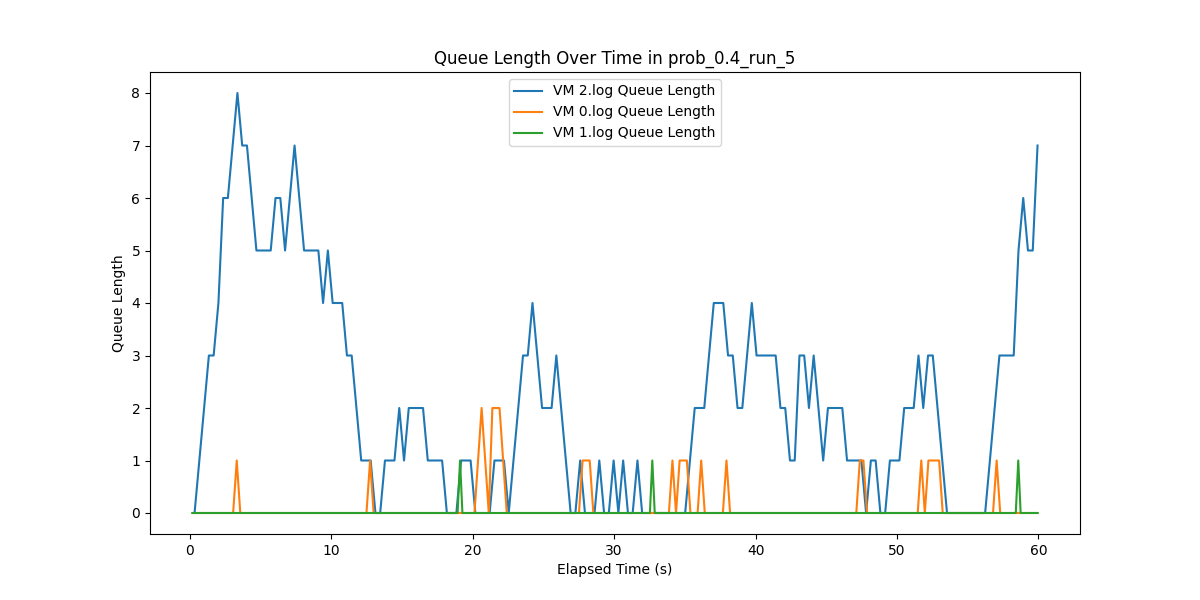 Queue Length Over Time in prob_0.4_run_5
VM 2.log Queue Length
VM 0.log Queue Length
VM 1.log Queue Length
8
7
6
5
4
3
2
1
0
Queue Length
0 10 20 30 40 50 60
Elapsed Time (s)